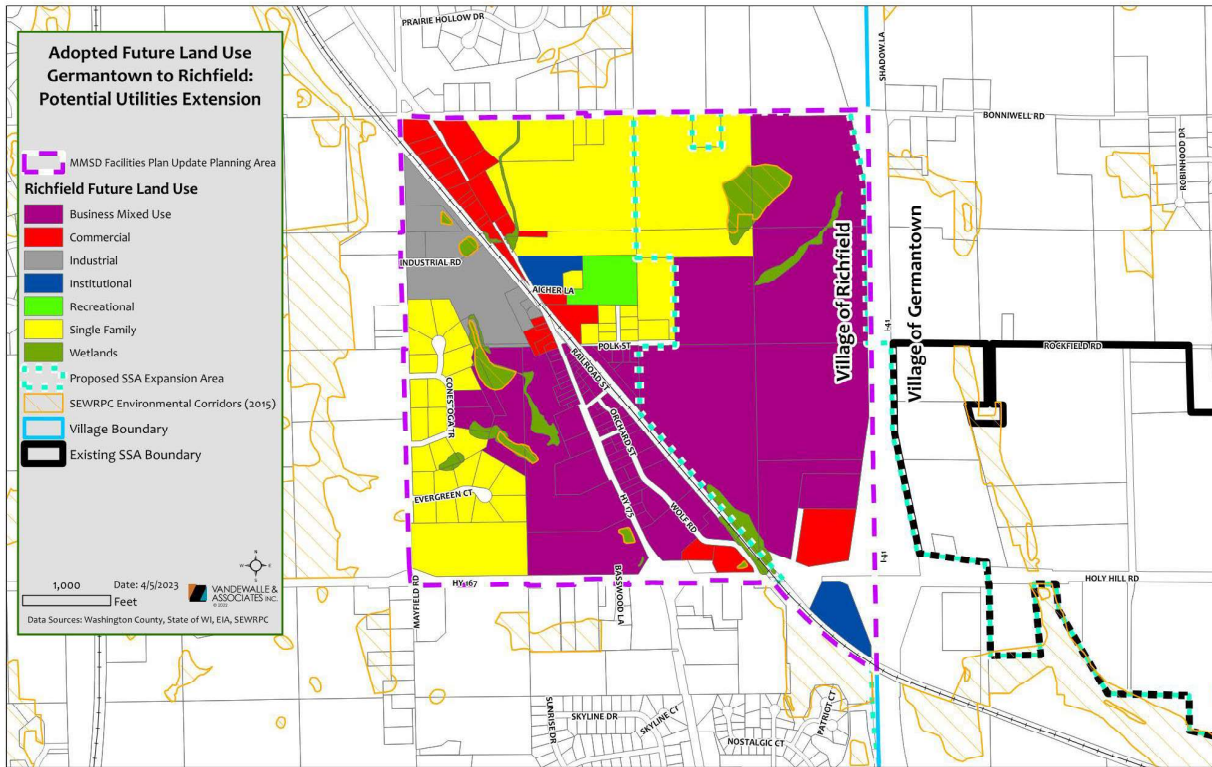 Adopted Future Land Use
Germantown to Richfield:
Potential Utilities Extension
MMSD Facilities Plan Update Planning Area
Richfield Future Land Use
Business Mixed Use
Commercial
Industrial
Institutional
Recreational
Single Family
Wetlands
Proposed SSA Expansion Area
SEWRPC Environmental Corridors (2015)
Village Boundary
Existing SSA Boundary
1,000
Feet
Date: 4/5/2023
N
W
E
S
VANDEWALLE &
ASSOCIATES INC.
© 2023
Data Sources: Washington County, State of WI, EIA, SEWRPC
PRAIRIE HOLLOW DR
SHADOW LA
BONNIWELL RD
ROBINHOOD DR
INDUSTRIAL RD
AICHER LA
POLK ST
RAILROAD ST
ORCHARD ST
CONESTOGA TR
EVERGREEN CT
HY 175
WOLF RD
Village of Richfield
Village of Germantown
I-41
ROCKFIELD RD
I-41
HOLY HILL RD
HY 167
MAYFIELD RD
BASSWOOD LA
SUNRISE DR
SKYLINE DR
SKYLINE CT
NOSTALGIC CT
PATRIOT CT